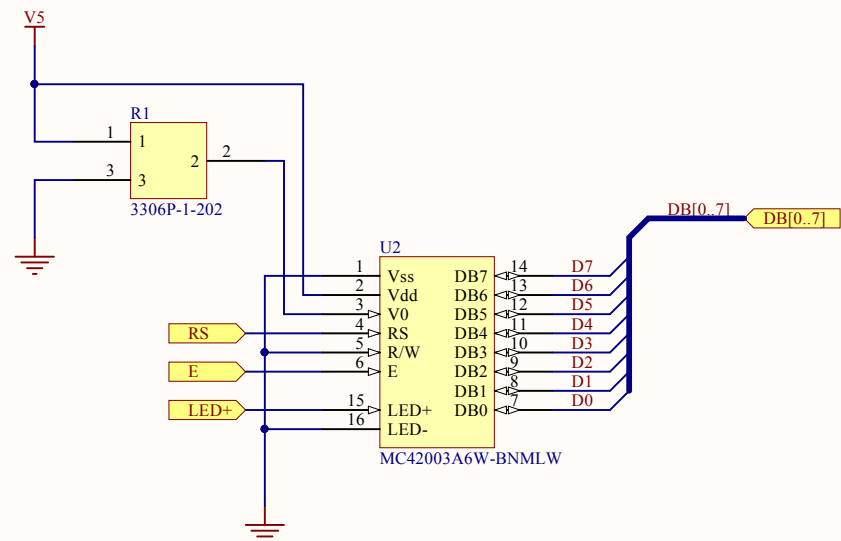 V5
R1
1 1 2 2
3 3
3306P-1-202
DB[0..7] DB[0..7]
U2
1 Vss DB7 14 D7
2 Vdd DB6 13 D6
3 V0 DB5 12 D5
RS 4 RS DB4 11 D4
5 R/W DB3 10 D3
E 6 E DB2 9 D2
DB1 8 D1
LED+ 15 LED+ DB0 7 D0
16 LED-
MC42003A6W-BNMLW